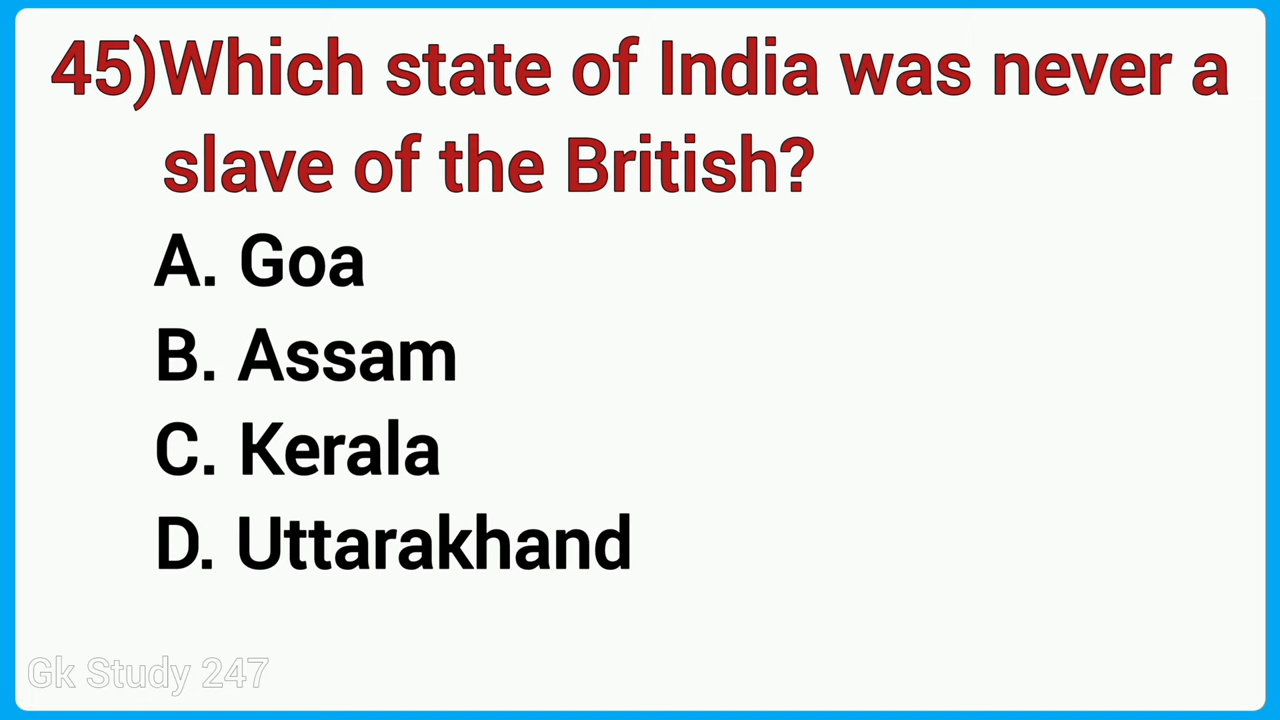 45)Which state of India was never a
slave of the British?
A. Goa
B. Assam
C. Kerala
D. Uttarakhand
Gk Study 247